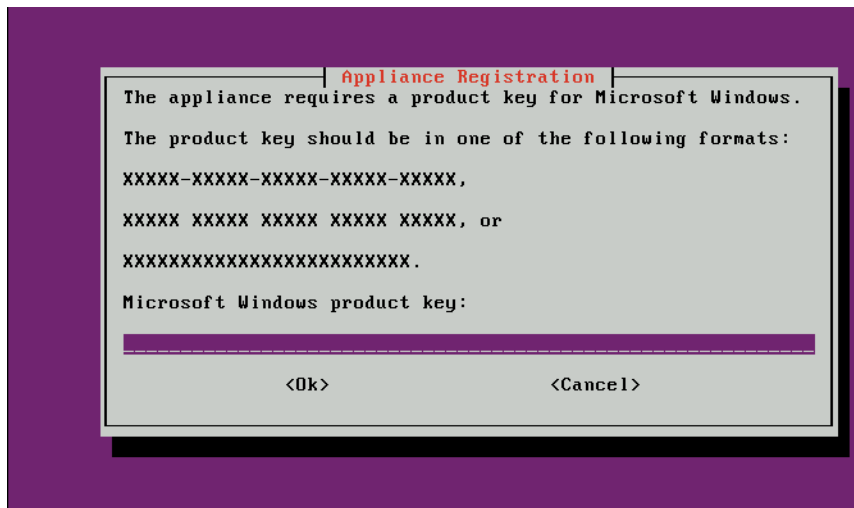 Appliance Registration
The appliance requires a product key for Microsoft Windows.
The product key should be in one of the following formats:
XXXXX-XXXXX-XXXXX-XXXXX-XXXXX,
XXXXX XXXXX XXXXX XXXXX XXXXX, or
XXXXXXXXXXXXXXXXXXXXXXXXX.
Microsoft Windows product key:
<Ok> <Cancel>